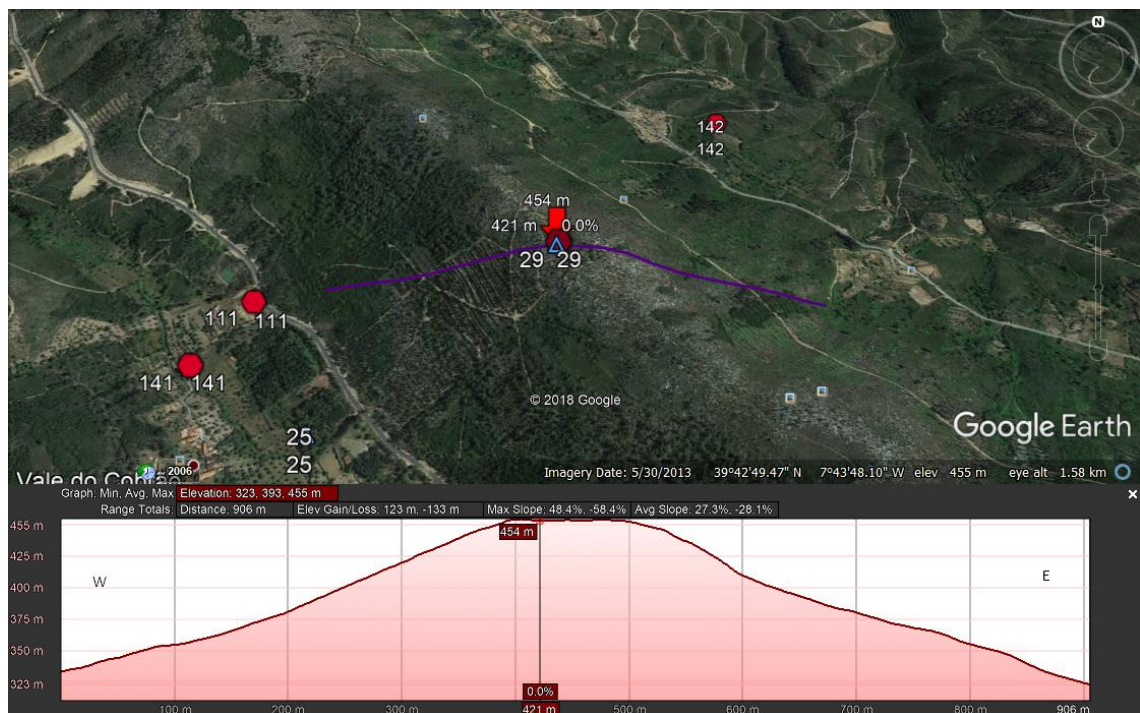 N
142
142
454 m
421 m 0.0%
29 29
111 111
141 141
© 2018 Google
25
25
Google Earth
2006
Vale do Cobrão
Imagery Date: 5/30/2013 39°42'49.47" N 7°43'48.10" W elev 455 m eye alt 1.58 km
Graph: Min, Avg, Max Elevation: 323, 393, 455 m
Range Totals: Distance: 906 m Elev Gain/Loss: 123 m, -133 m Max Slope: 48.4%, -58.4% Avg Slope: 27.3%, -28.1%
455 m
454 m
425 m
400 m
W
E
375 m
350 m
323 m
0.0%
100 m 200 m 300 m 421 m 500 m 600 m 700 m 800 m 906 m